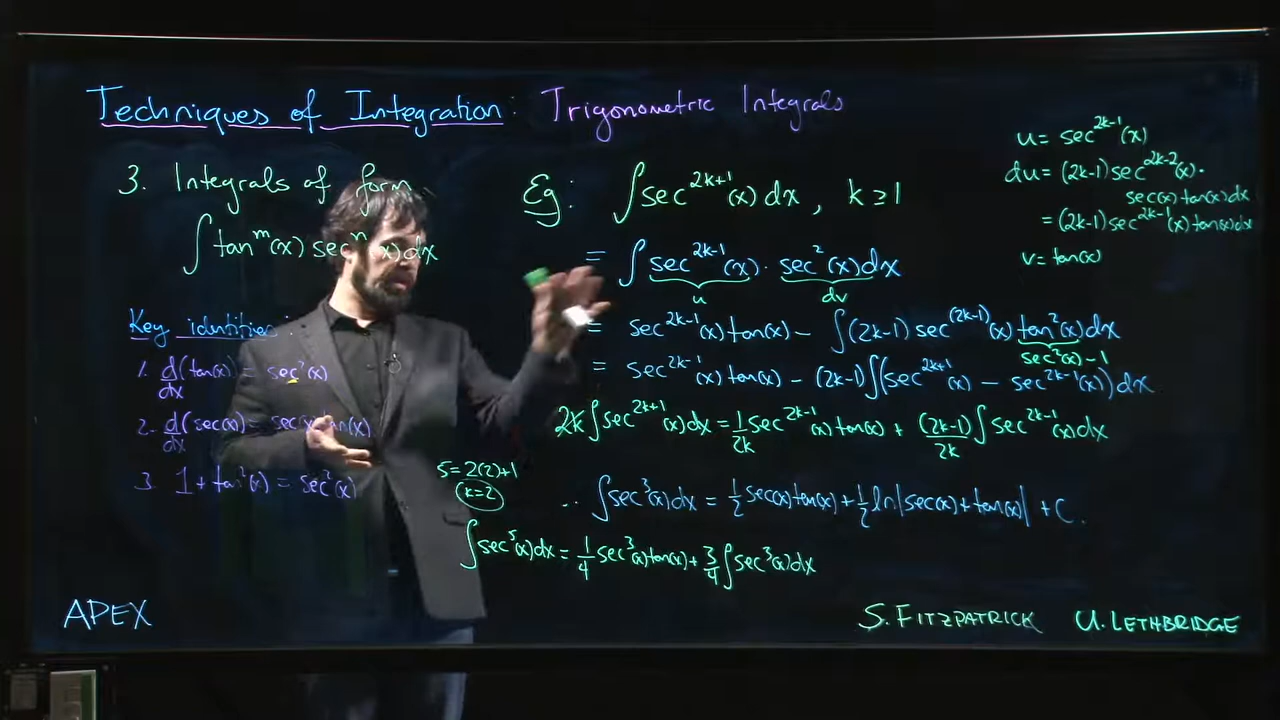 Techniques of Integration: Trigonometric Integrals
3. Integrals of form
∫tanᵐ(x) secⁿ(x)dx
Key identities:
1. d/dx (tan(x)) = sec²(x)
2. d/dx (sec(x)) = sec(x)tan(x)
3. 1 + tan²(x) = sec²(x)
Eg: ∫sec^{2k+1}(x) dx, k ≥ 1
= ∫sec^{2k-1}(x) · sec²(x)dx
u dv
= sec^{2k-1}(x)tan(x) - ∫(2k-1) sec^{(2k-1)}(x) tan²(x)dx
sec²(x) - 1
= sec^{2k-1}(x)tan(x) - (2k-1)∫(sec^{2k+1}(x) - sec^{2k-1}(x))dx
2k∫sec^{2k+1}(x)dx = 1/2k sec^{2k-1}(x)tan(x) + (2k-1)/2k ∫sec^{2k-1}(x)dx
∴ ∫sec³(x)dx = 1/2 sec(x)tan(x) + 1/2 ln|sec(x)+tan(x)| + C.
5 = 2(2)+1
k=2
∫sec⁵(x)dx = 1/4 sec³(x)tan(x) + 3/4 ∫sec³(x)dx
u = sec^{2k-1}(x)
du = (2k-1)sec^{2k-2}(x)·
sec(x)tan(x)dx
= (2k-1)sec^{2k-1}(x)tan(x)dx
v = tan(x)
APEX
S. FITZPATRICK U. LETHBRIDGE